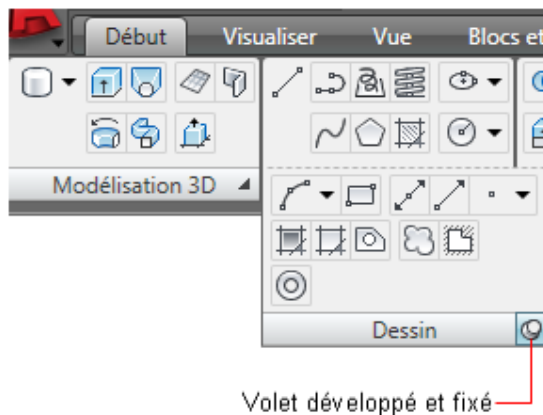 Début Visualiser Vue Blocs et
Modélisation 3D
Dessin
Volet développé et fixé